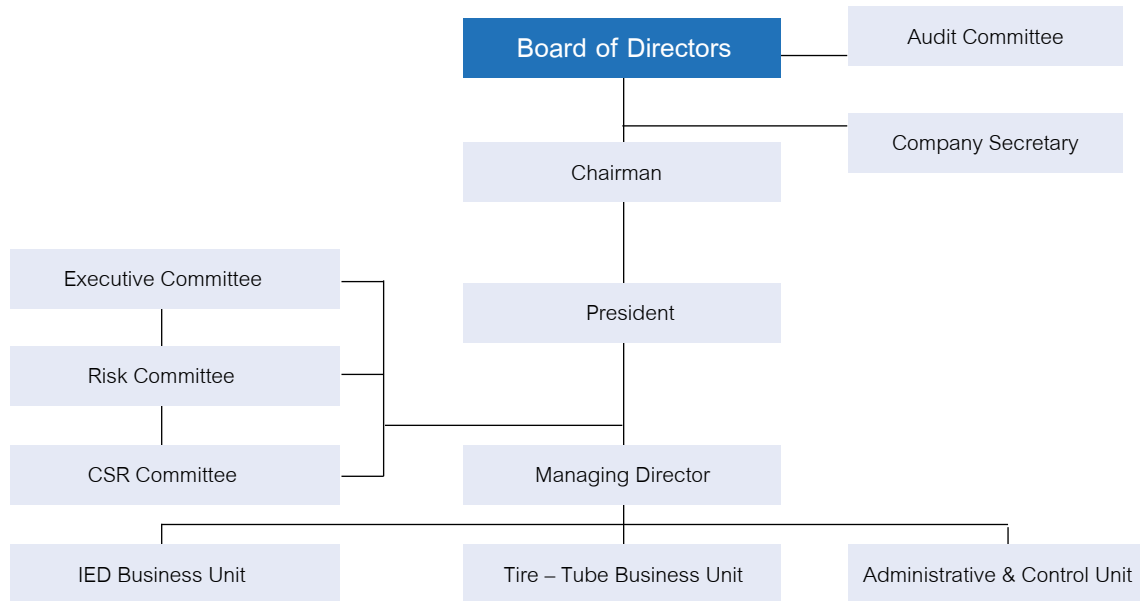 Board of Directors
Audit Committee
Company Secretary
Chairman
Executive Committee
President
Risk Committee
CSR Committee
Managing Director
IED Business Unit
Tire – Tube Business Unit
Administrative & Control Unit